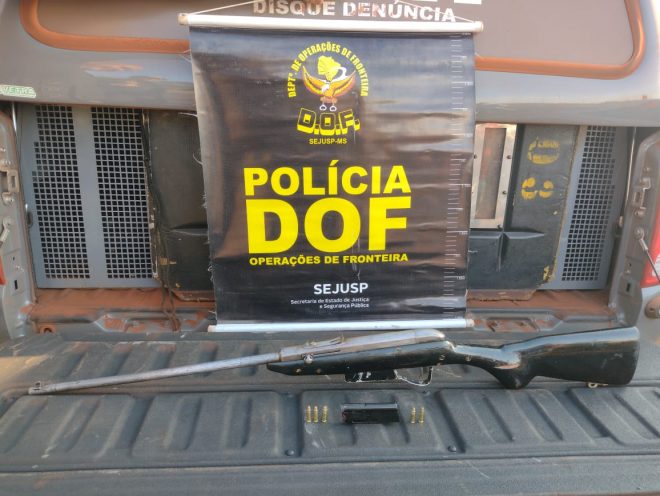 DISQUE DENÚNCIA
DEPTº DE OPERAÇÕES DE FRONTEIRA
D.O.F.
SEJUSP-MS
POLÍCIA
DOF
OPERAÇÕES DE FRONTEIRA
SEJUSP
Secretaria de Estado de Justiça
e Segurança Pública